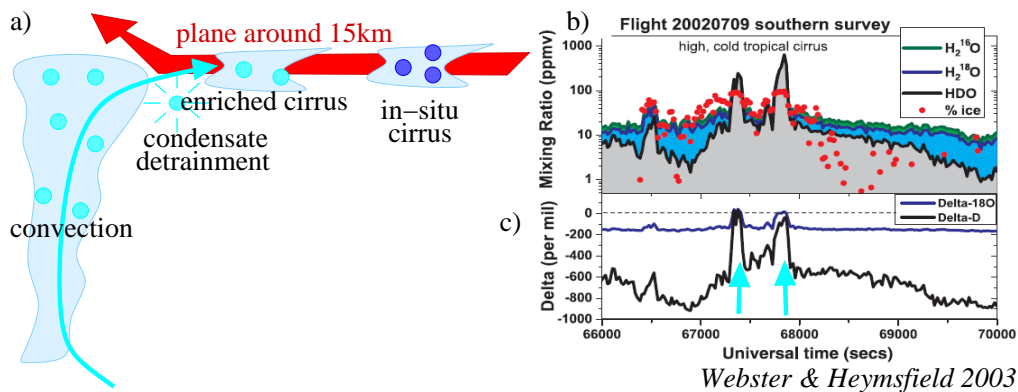 a)
plane around 15km
enriched cirrus
condensate
detrainment
in−situ
cirrus
convection
b)
Flight 20020709 southern survey
high, cold tropical cirrus
H₂¹⁶O
H₂¹⁸O
HDO
% ice
Mixing Ratio (ppmv)
1000
100
10
1
c)
Delta-18O
Delta-D
Delta (per mil)
0
-200
-400
-600
-800
-1000
66000 67000 68000 69000 70000
Universal time (secs)
Webster & Heymsfield 2003